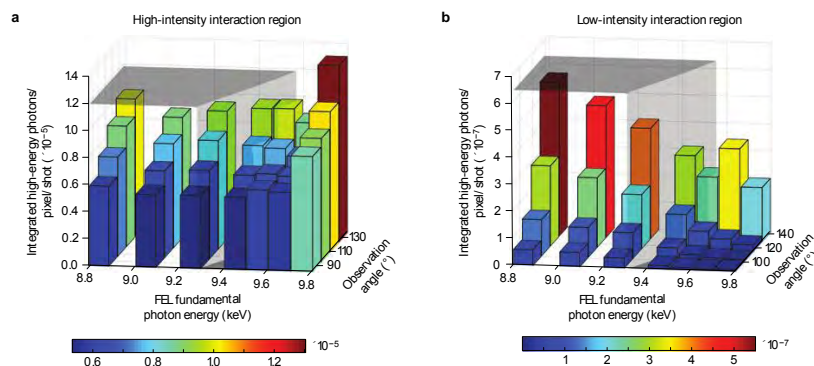 a
High-intensity interaction region
Integrated high-energy photons/
pixel/ shot (´10⁻⁵)
14
12
10.0
0.8
0.6
0.4
0.2
0.0
8.8
9.0
9.2
9.4
9.6
9.8
FEL fundamental
photon energy (keV)
90
110
130
Observation
angle (°)
0.6
0.8
1.0
1.2
´10⁻⁵
b
Low-intensity interaction region
Integrated high-energy photons/
pixel/ shot (´10⁻⁷)
7
6
5
4
3
2
1
0
8.8
9.0
9.2
9.4
9.6
9.8
FEL fundamental
photon energy (keV)
100
120
140
Observation
angle (°)
1
2
3
4
5
´10⁻⁷